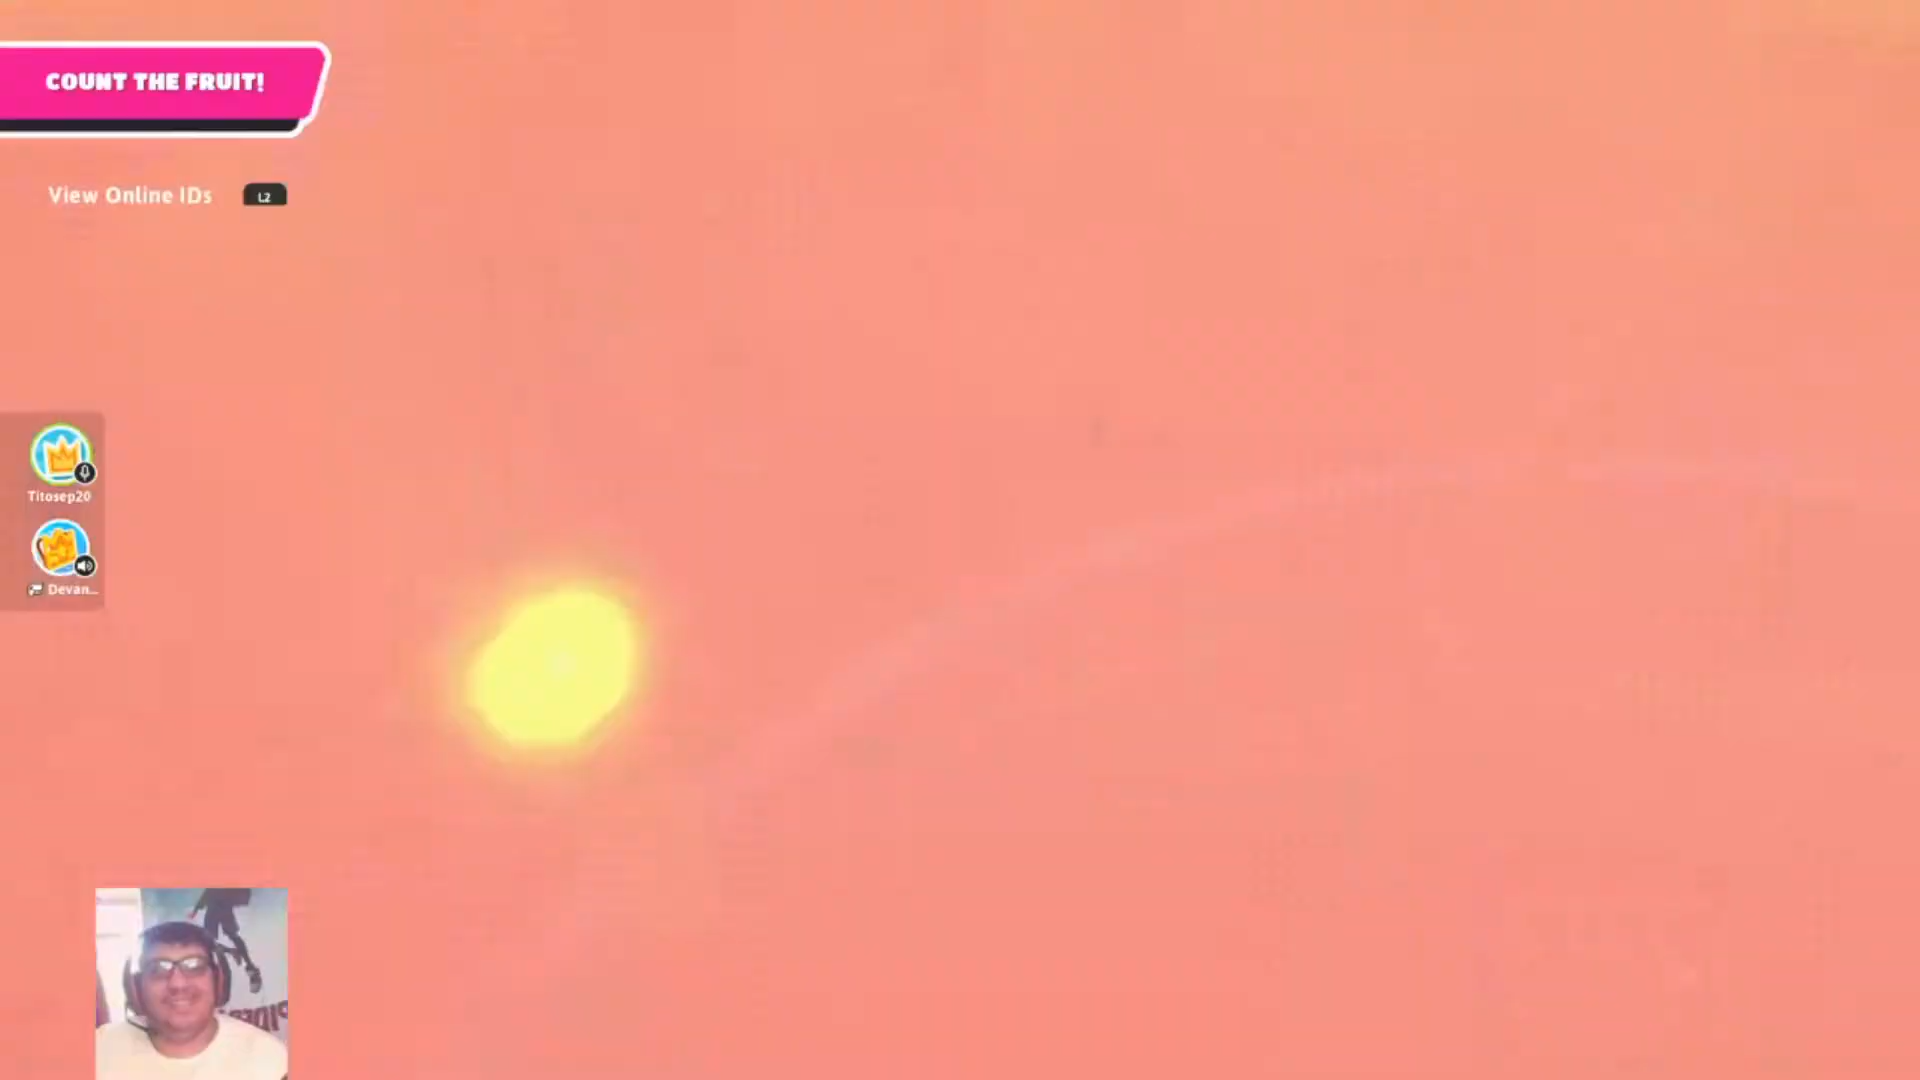 COUNT THE FRUIT!
View Online IDs
L2
Titosep20
Devan...